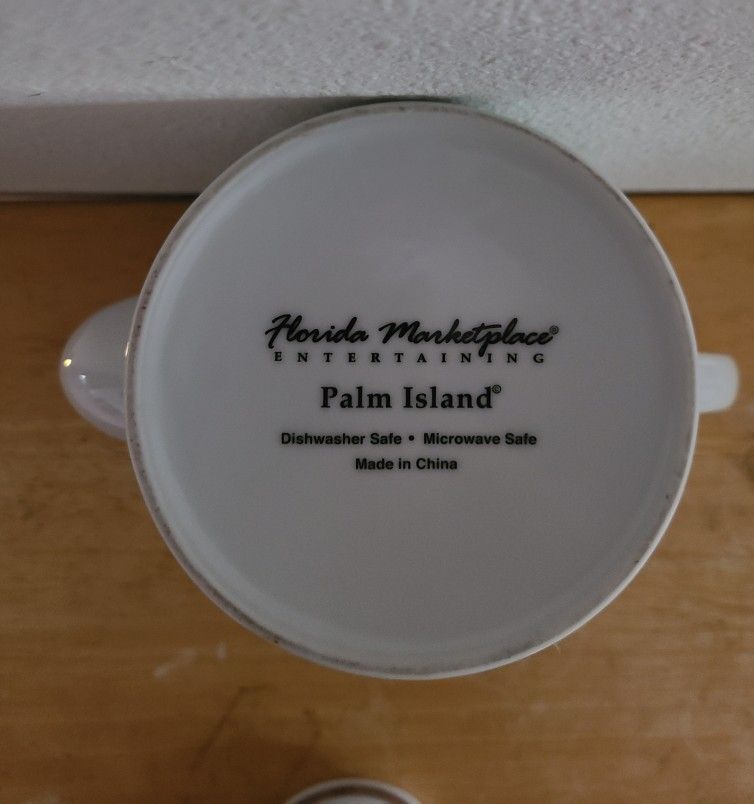 Florida Marketplace®
ENTERTAINING
Palm Island©
Dishwasher Safe • Microwave Safe
Made in China